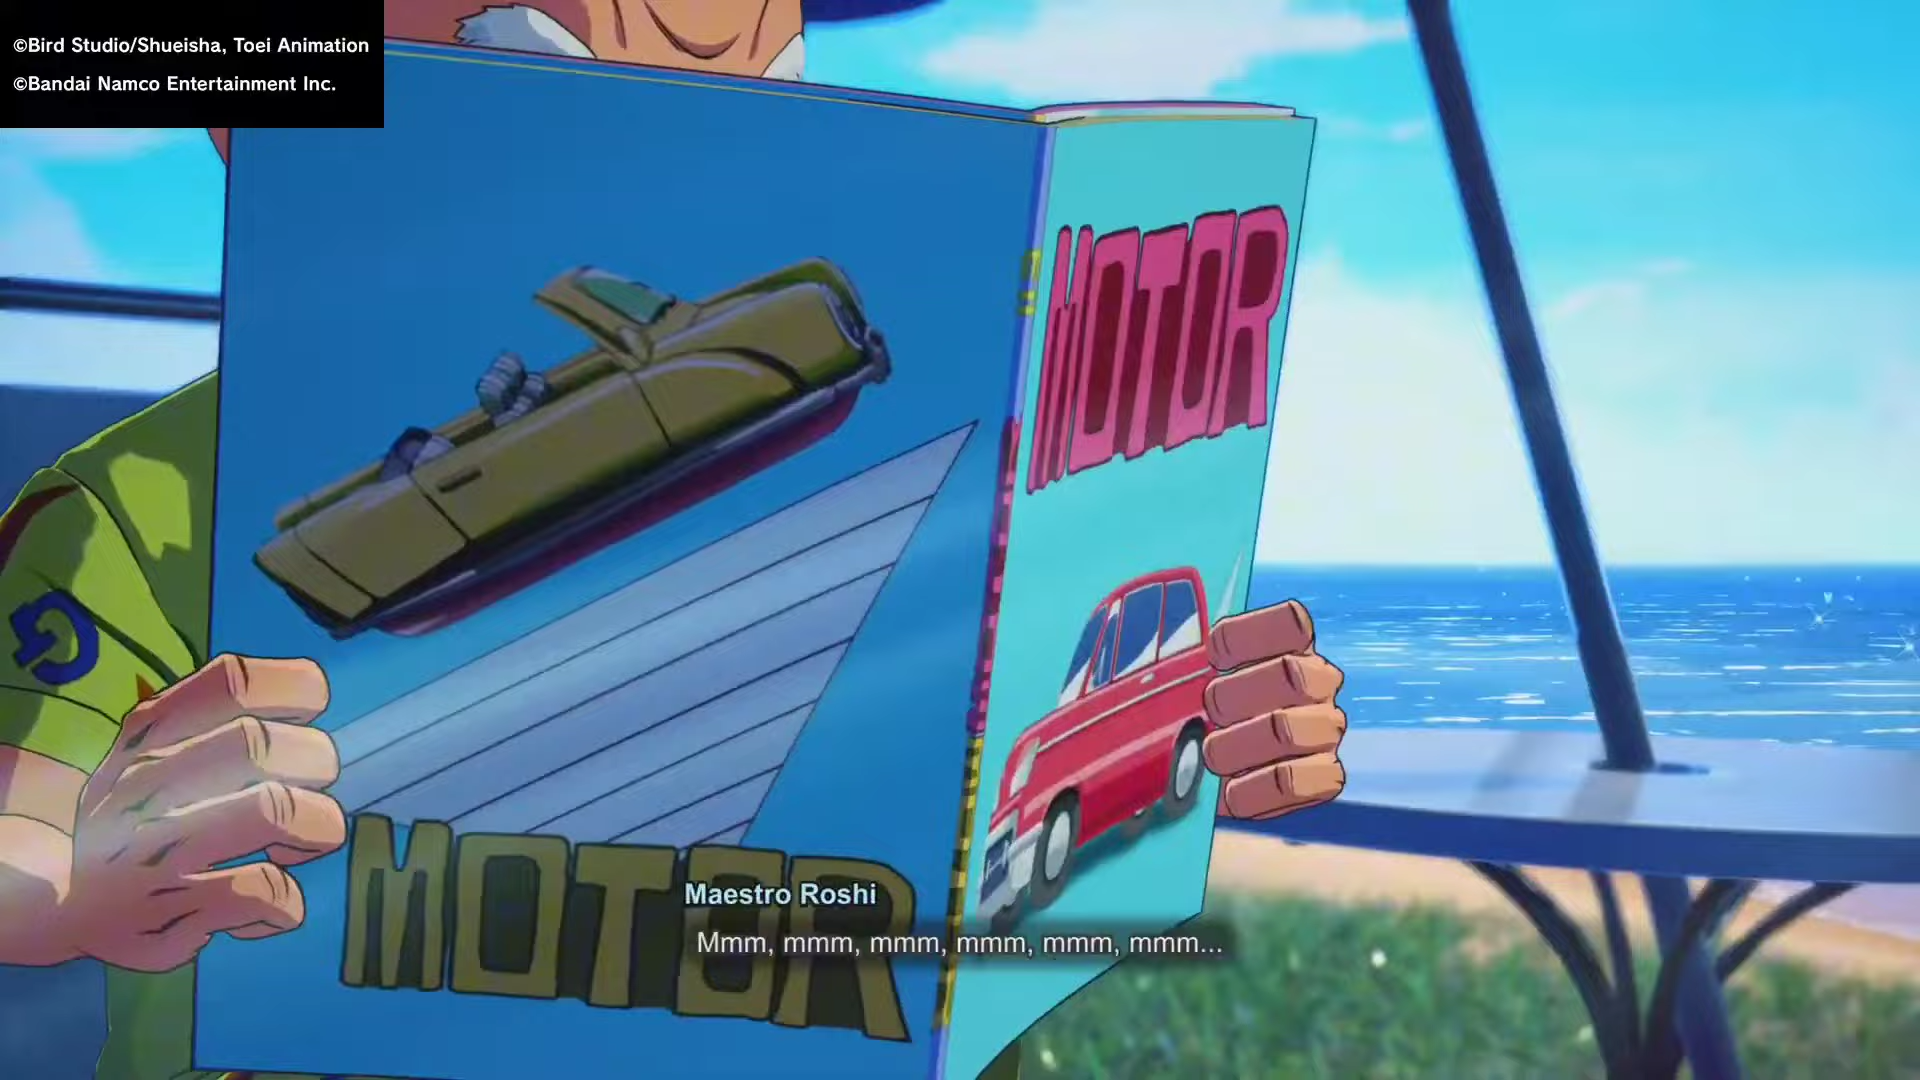 ©Bird Studio/Shueisha, Toei Animation
©Bandai Namco Entertainment Inc.
MOTOR
MOTOR
Maestro Roshi
Mmm, mmm, mmm, mmm, mmm, mmm...